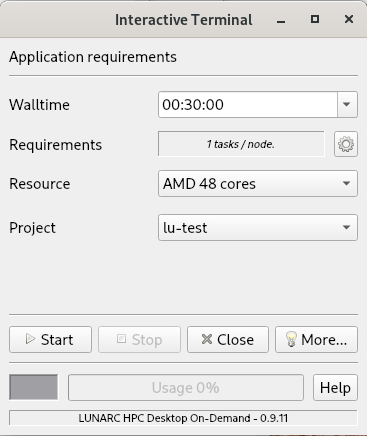 Interactive Terminal
Application requirements
Walltime 00:30:00
Requirements 1 tasks / node.
Resource AMD 48 cores
Project lu-test
Start Stop Close More...
Usage 0% Help
LUNARC HPC Desktop On-Demand - 0.9.11